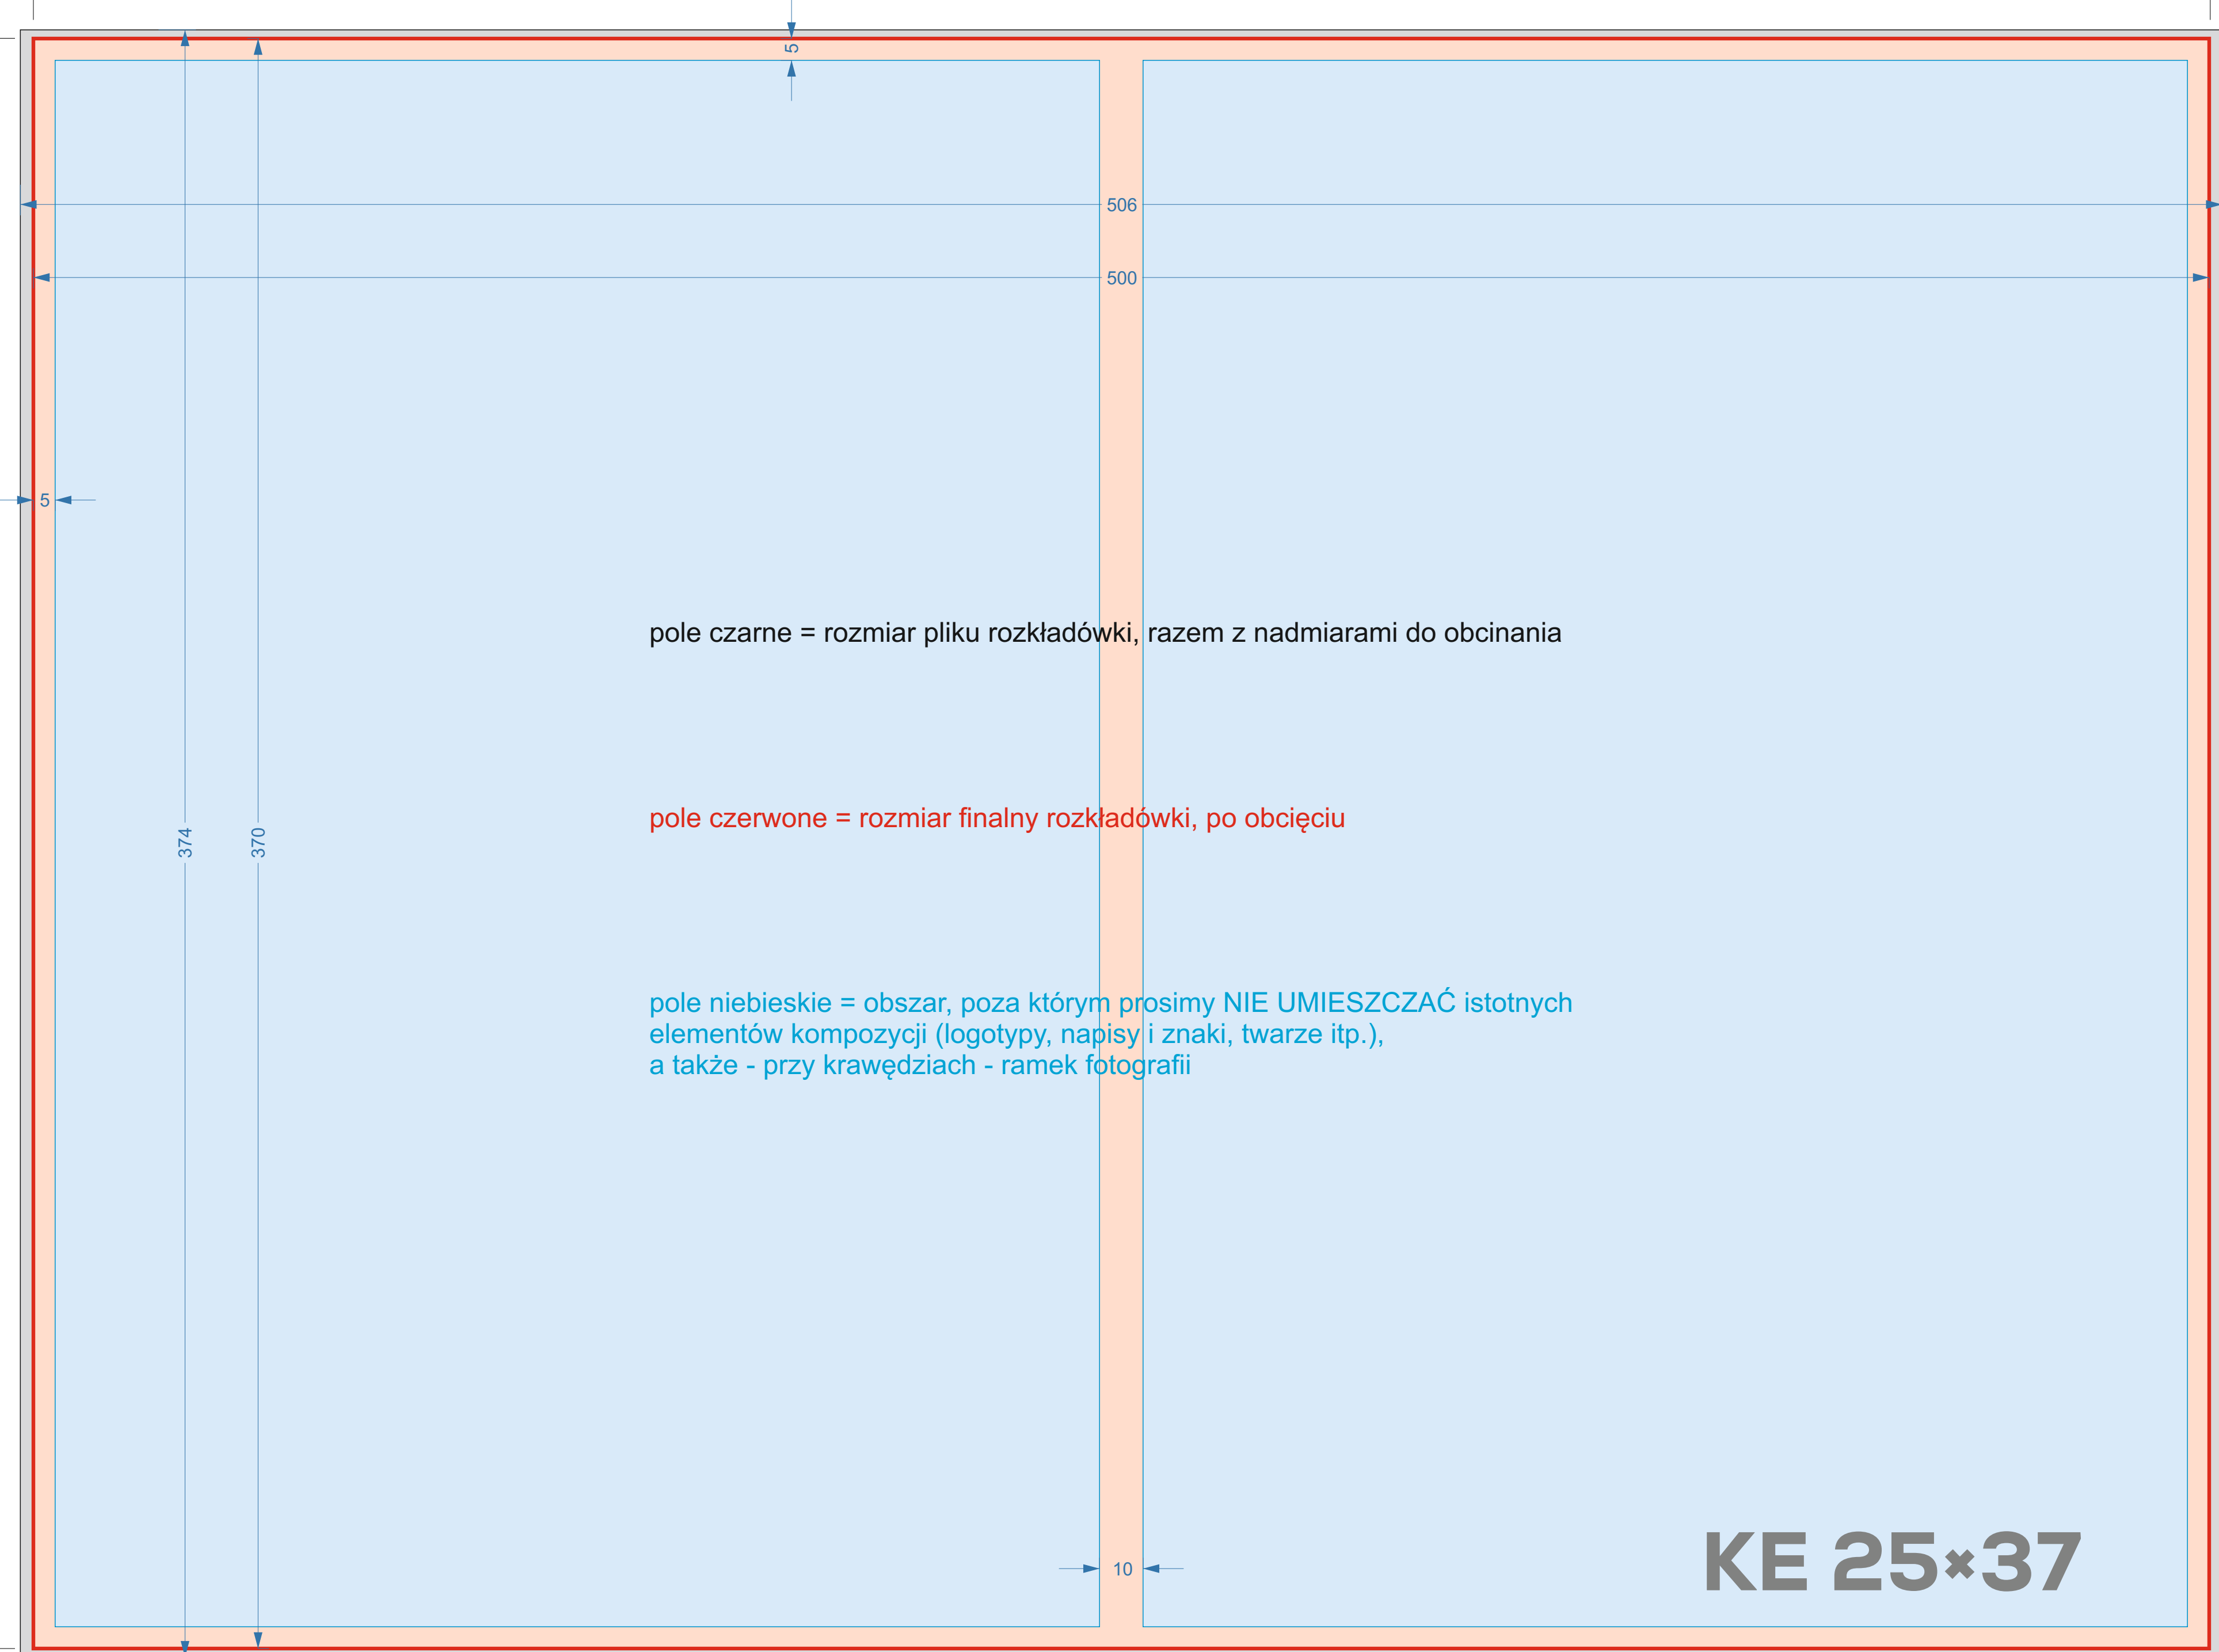 5
506
500
5
pole czarne = rozmiar pliku rozkładówki, razem z nadmiarami do obcinania
pole czerwone = rozmiar finalny rozkładówki, po obcięciu
374
370
pole niebieskie = obszar, poza którym prosimy NIE UMIESZCZAĆ istotnych
elementów kompozycji (logotypy, napisy i znaki, twarze itp.),
a także - przy krawędziach - ramek fotografii
10
KE 25×37